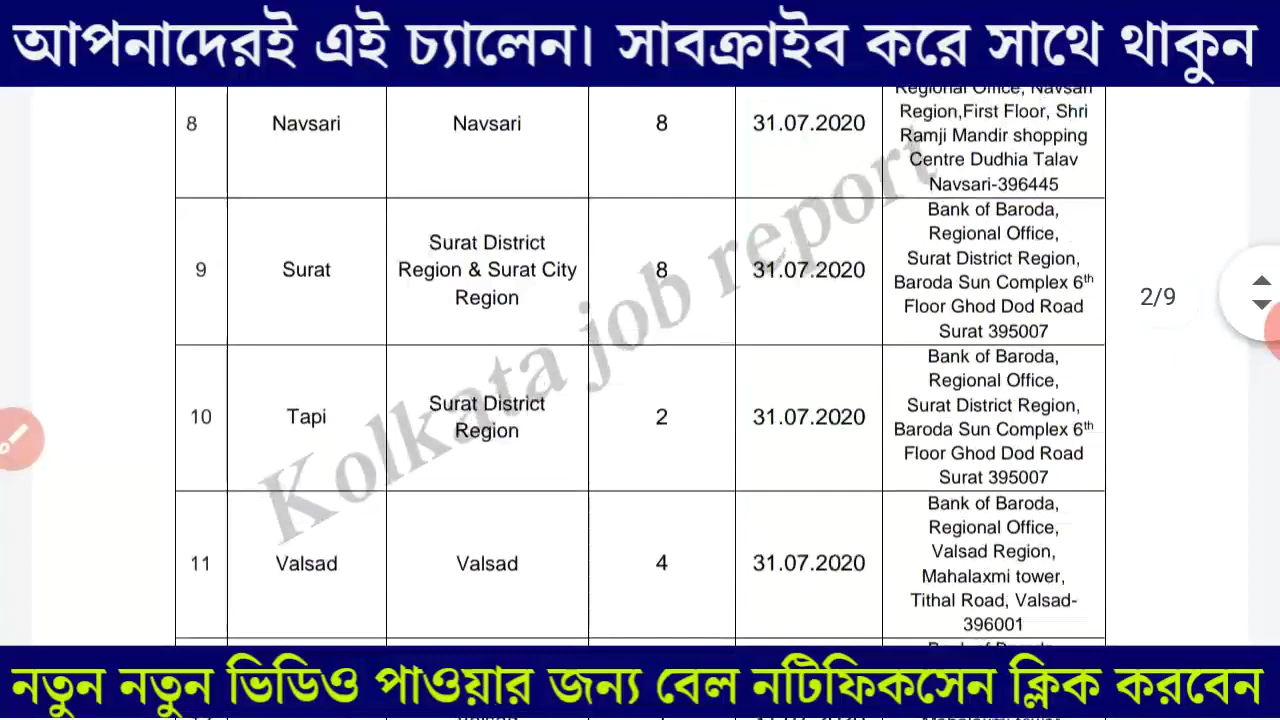 আপনাদেরই এই চ্যালেন। সাবক্রাইব করে সাথে থাকুন
Regional Office, Navsari
8 Navsari Navsari 8 31.07.2020 Region,First Floor, Shri
Ramji Mandir shopping
Centre Dudhia Talav
Navsari-396445
9 Surat Surat District
Region & Surat City
Region 8 31.07.2020 Bank of Baroda,
Regional Office,
Surat District Region,
Baroda Sun Complex 6th
Floor Ghod Dod Road
Surat 395007
2/9
10 Tapi Surat District
Region 2 31.07.2020 Bank of Baroda,
Regional Office,
Surat District Region,
Baroda Sun Complex 6th
Floor Ghod Dod Road
Surat 395007
11 Valsad Valsad 4 31.07.2020 Bank of Baroda,
Regional Office,
Valsad Region,
Mahalaxmi tower,
Tithal Road, Valsad-
396001
Kolkata job report
নতুন নতুন ভিডিও পাওয়ার জন্য বেল নটিফিকসেন ক্লিক করবেন